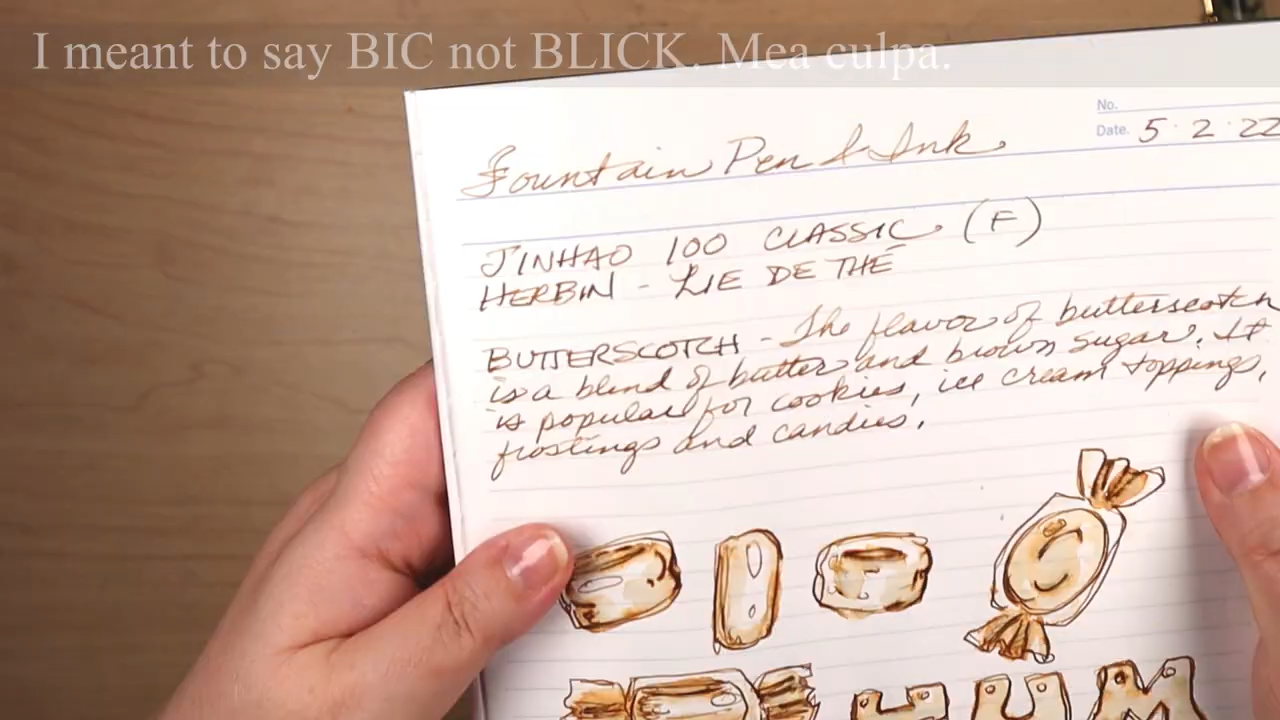 I meant to say BIC not BLICK. Mea culpa.
No.
Date. 5·2·22
Fountain Pen & Ink
JINHAO 100 CLASSIC (F)
HERBIN - LIE DE THÉ
BUTTERSCOTCH - The flavor of butterscotch
is a blend of butter and brown sugar. It
is popular for cookies, ice cream toppings,
frostings and candies.
YUM